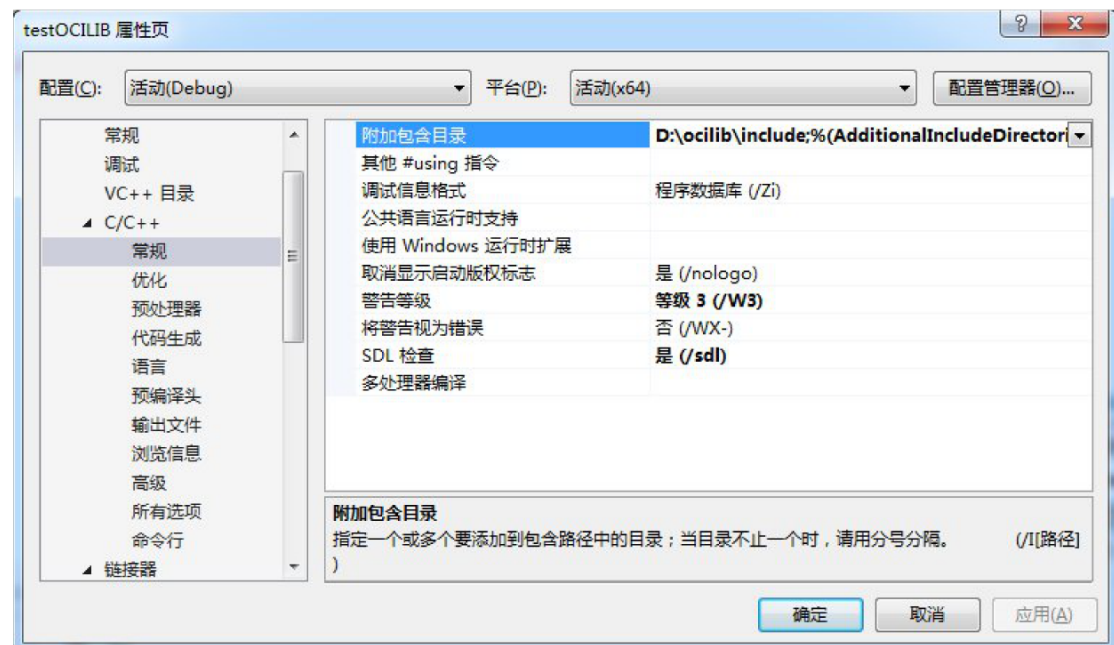 testOCILIB 属性页
配置(C): 活动(Debug) 平台(P): 活动(x64) 配置管理器(O)...
常规
调试
VC++ 目录
C/C++
常规
优化
预处理器
代码生成
语言
预编译头
输出文件
浏览信息
高级
所有选项
命令行
链接器
附加包含目录 D:\ocilib\include;%(AdditionalIncludeDirectori
其他 #using 指令
调试信息格式 程序数据库 (/Zi)
公共语言运行时支持
使用 Windows 运行时扩展
取消显示启动版权标志 是 (/nologo)
警告等级 等级 3 (/W3)
将警告视为错误 否 (/WX-)
SDL 检查 是 (/sdl)
多处理器编译
附加包含目录
指定一个或多个要添加到包含路径中的目录；当目录不止一个时，请用分号分隔。 (/I[路径]
)
确定 取消 应用(A)